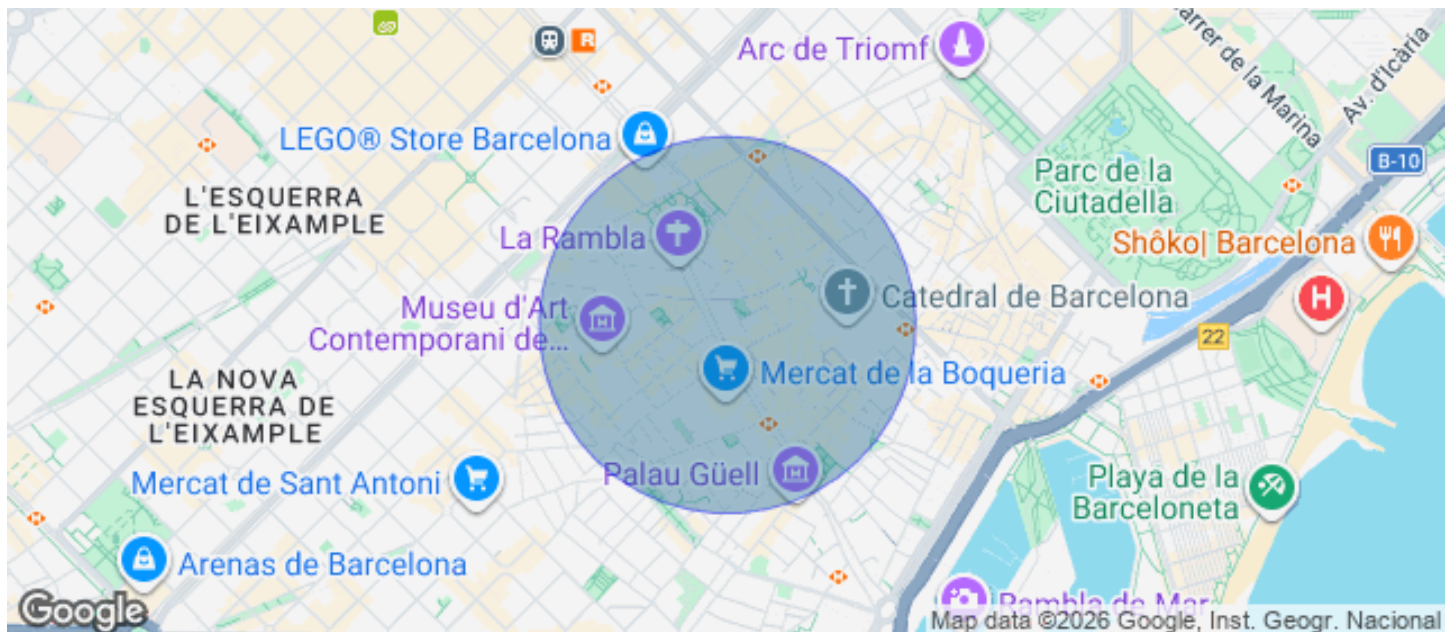 Arc de Triomf
arrer de la Marina
Av. d'Icària
LEGO® Store Barcelona
B-10
L'ESQUERRA
DE L'EIXAMPLE
Parc de la
Ciutadella
La Rambla
Shôko| Barcelona
Catedral de Barcelona
H
Museu d'Art
Contemporani de...
22
Mercat de la Boqueria
LA NOVA
ESQUERRA DE
L'EIXAMPLE
Mercat de Sant Antoni
Palau Güell
Playa de la
Barceloneta
Arenas de Barcelona
Rambla de Mar
Google
Map data ©2026 Google, Inst. Geogr. Nacional
R